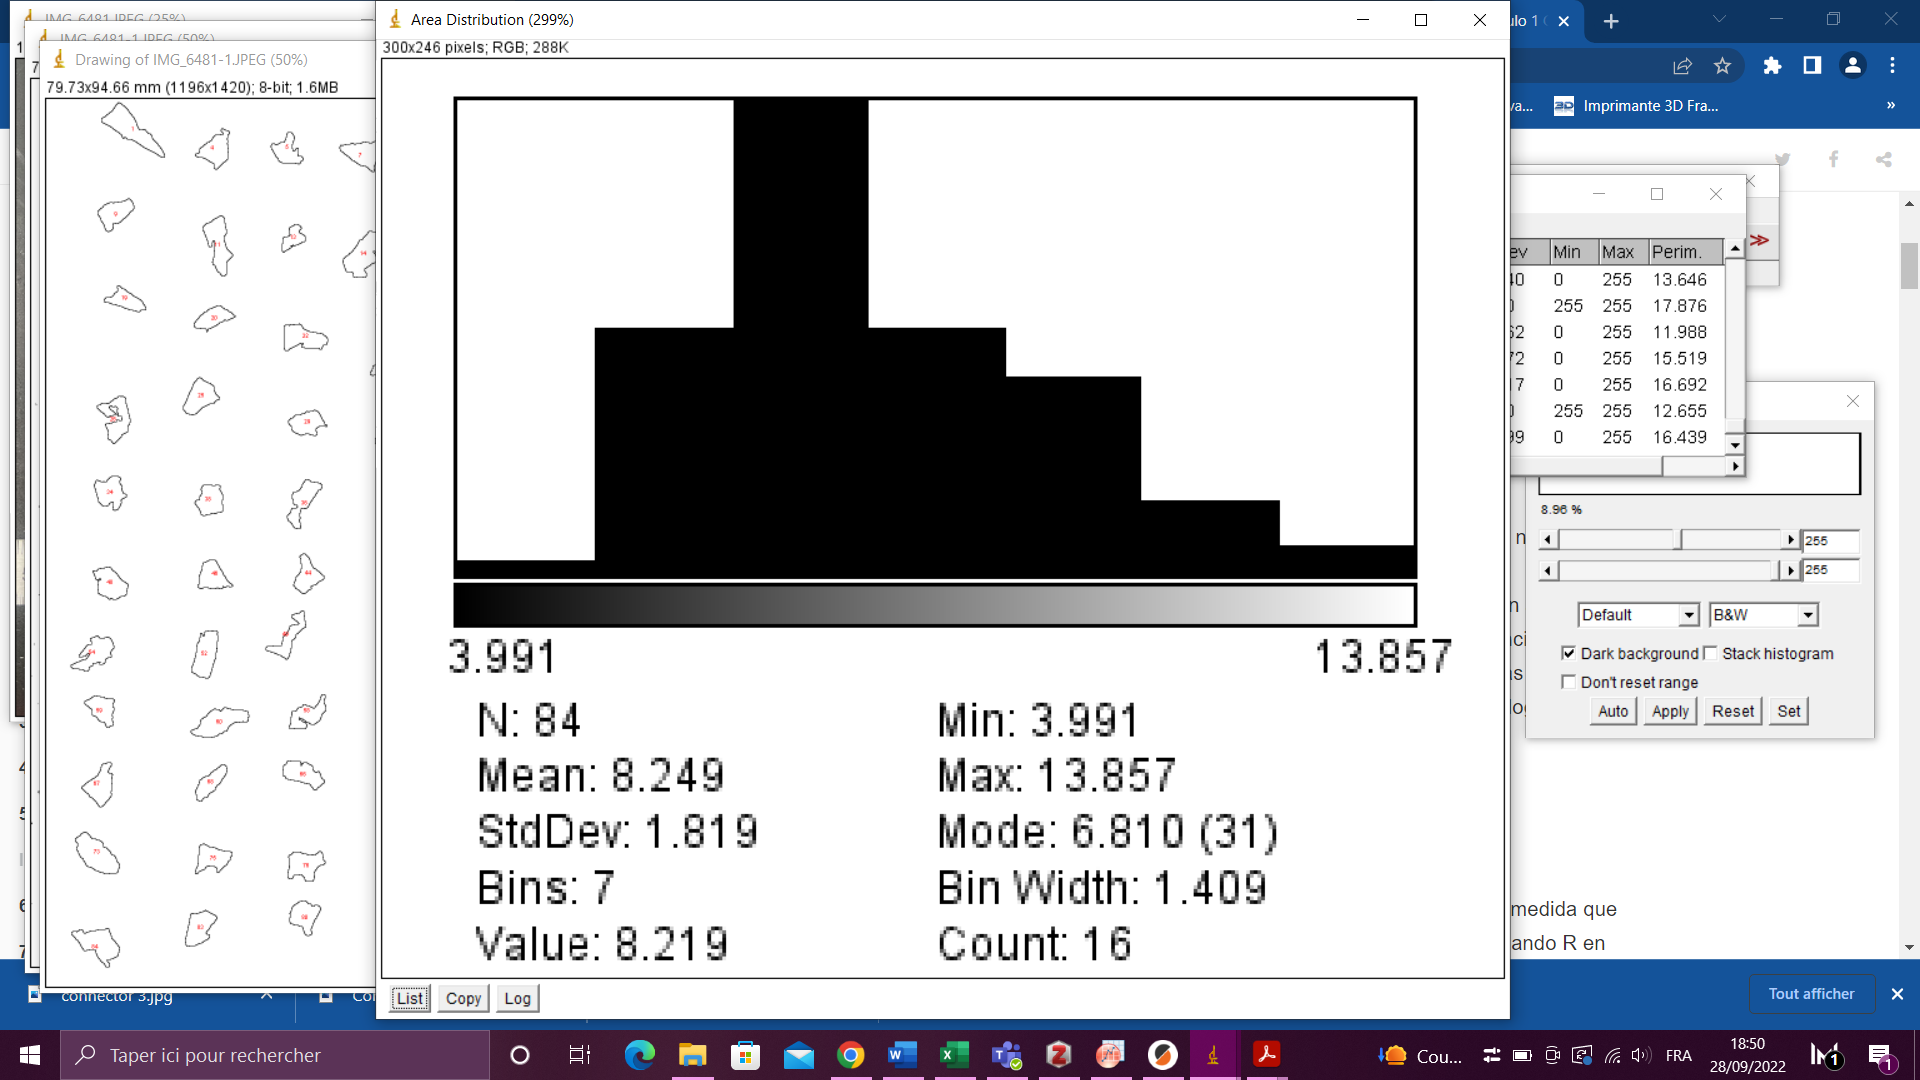 IMG_6481.JPEG (25%)
IMG_6481-1.JPEG (50%)
Drawing of IMG_6481-1.JPEG (50%)
79.73x94.66 mm (1196x1420); 8-bit; 1.6MB
Area Distribution (299%)
300x246 pixels; RGB; 288K
3.991
13.857
N: 84
Min: 3.991
Mean: 8.249
Max: 13.857
StdDev: 1.819
Mode: 6.810 (31)
Bins: 7
Bin Width: 1.409
Value: 8.219
Count: 16
List
Copy
Log
ulo 1
Imprimante 3D Fra...
»
Min Max Perim.
0 255 13.646
255 255 17.876
0 255 11.988
0 255 15.519
0 255 16.692
255 255 12.655
0 255 16.439
8.96 %
255
255
Default
B&W
Dark background
Stack histogram
Don't reset range
Auto
Apply
Reset
Set
medida que
ando R en
connector 3.jpg
Tout afficher
Taper ici pour rechercher
Cou...
FRA
18:50
28/09/2022
1
1